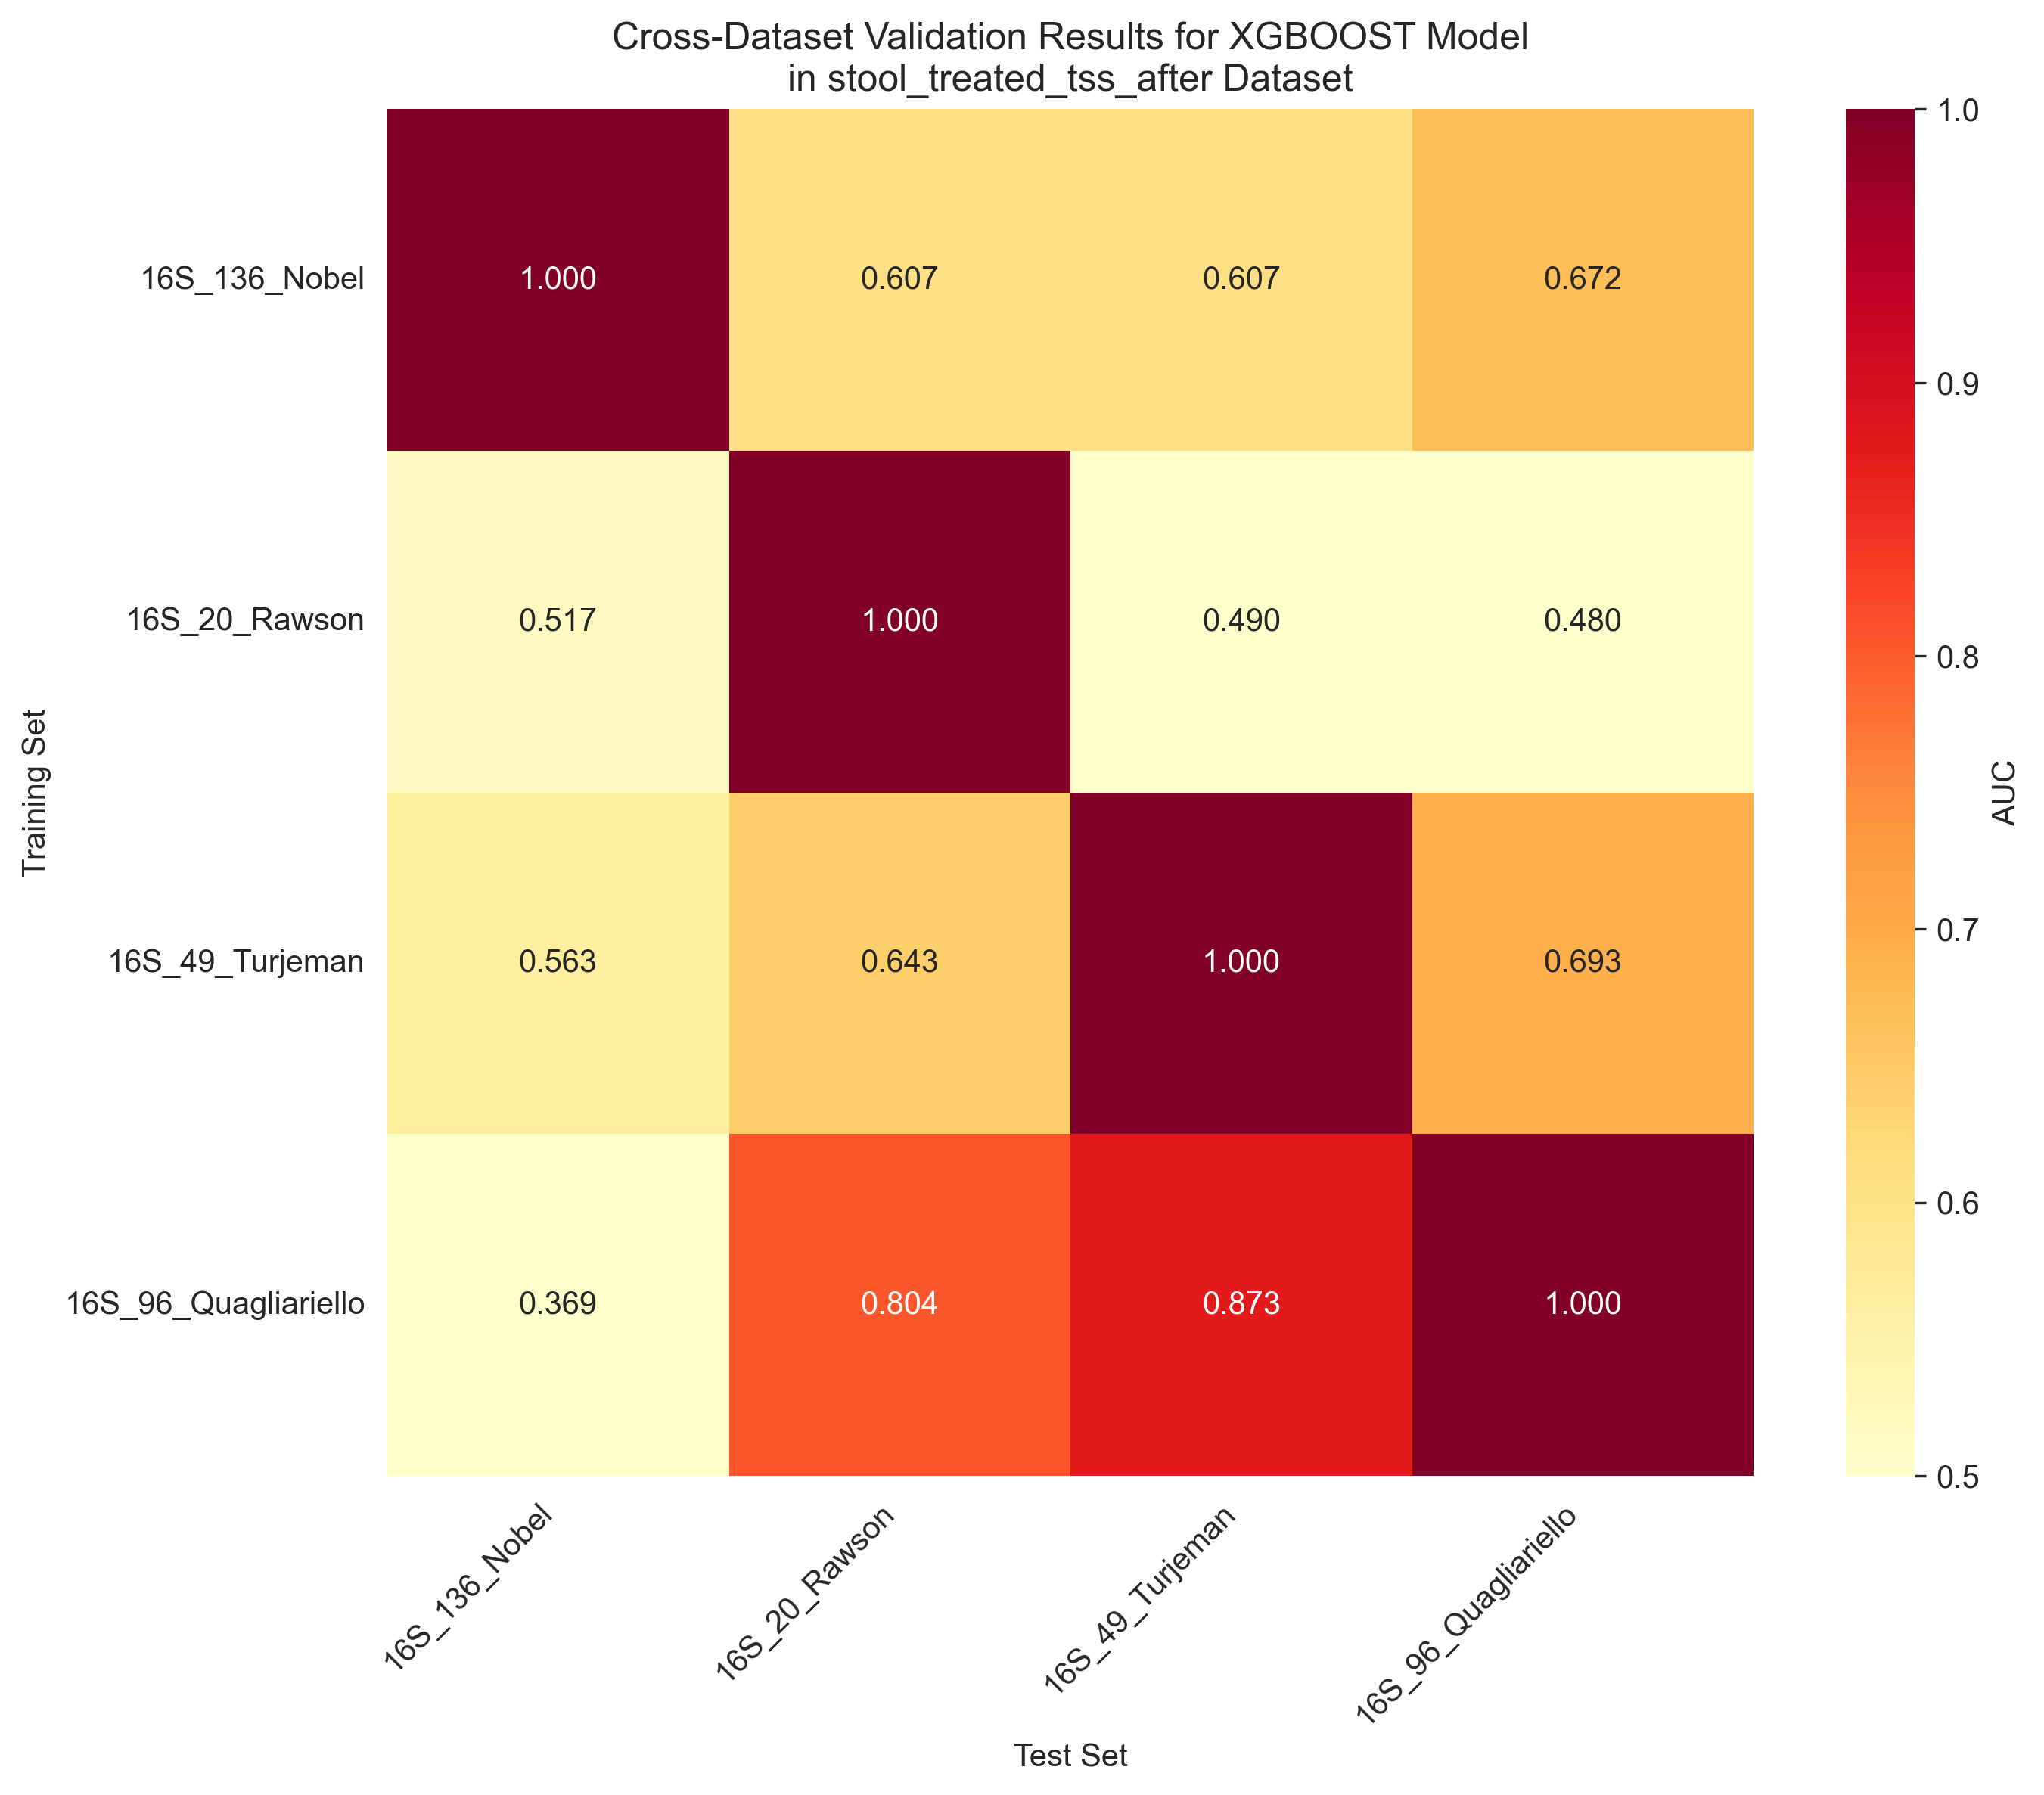 Cross-Dataset Validation Results for XGBOOST Model
in stool_treated_tss_after Dataset
1.0
16S_136_Nobel
1.000
0.607
0.607
0.672
0.9
16S_20_Rawson
0.517
1.000
0.490
0.480
0.8
Training Set
AUC
0.7
16S_49_Turjeman
0.563
0.643
1.000
0.693
0.6
16S_96_Quagliariello
0.369
0.804
0.873
1.000
0.5
16S_136_Nobel
16S_20_Rawson
16S_49_Turjeman
16S_96_Quagliariello
Test Set